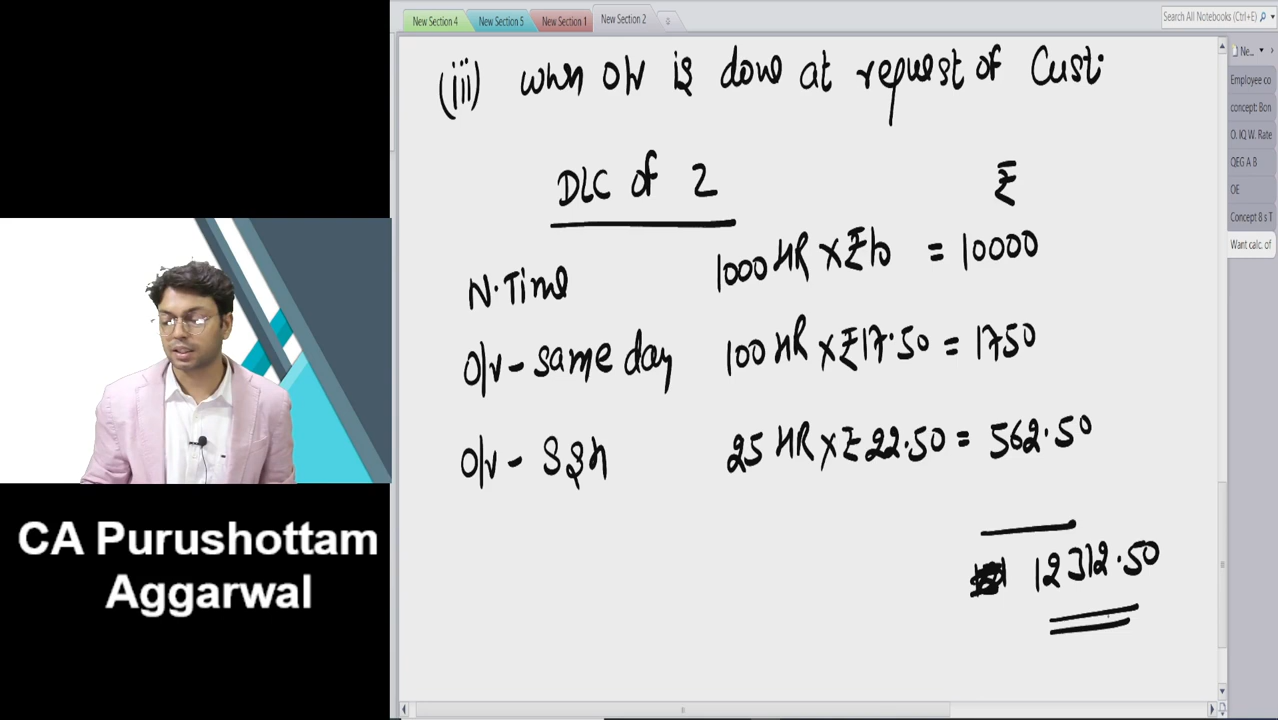 New Section 4 New Section 5 New Section 1 New Section 2
Search All Notebooks (Ctrl+E)
Ne...
Employee co
concept: Bon
O. IQ W. Rate
QEG A B
OE
Concept 8 s T
Want calc. of
(iii) when O/V is done at request of Cust.
DLC of Z ₹
N.Time 1000 HR × ₹10 = 10000
O/V - same day 100 HR × ₹17.50 = 1750
O/V - S&H 25 HR × ₹22.50 = 562.50
12312.50
CA Purushottam
Aggarwal